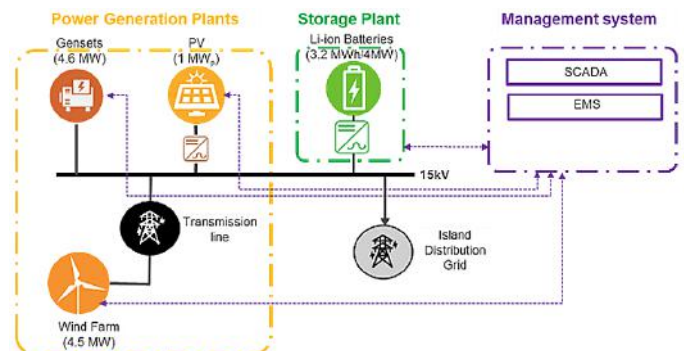 Power Generation Plants
Storage Plant
Management system
Gensets
(4.6 MW)
PV
(1 MWp)
Li-ion Batteries
(3.2 MWh/4MW)
SCADA
EMS
15kV
Transmission
line
Island
Distribution
Grid
Wind Farm
(4.5 MW)